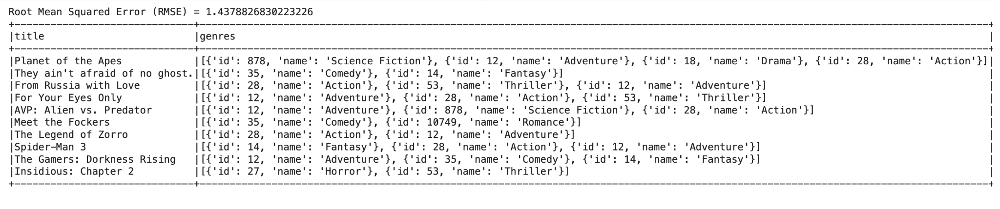 Root Mean Squared Error (RMSE) = 1.4378826830223226
|title |genres |
|Planet of the Apes |[{'id': 878, 'name': 'Science Fiction'}, {'id': 12, 'name': 'Adventure'}, {'id': 18, 'name': 'Drama'}, {'id': 28, 'name': 'Action'}]|
|They ain't afraid of no ghost.|[{'id': 35, 'name': 'Comedy'}, {'id': 14, 'name': 'Fantasy'}] |
|From Russia with Love |[{'id': 28, 'name': 'Action'}, {'id': 53, 'name': 'Thriller'}, {'id': 12, 'name': 'Adventure'}] |
|For Your Eyes Only |[{'id': 12, 'name': 'Adventure'}, {'id': 28, 'name': 'Action'}, {'id': 53, 'name': 'Thriller'}] |
|AVP: Alien vs. Predator |[{'id': 12, 'name': 'Adventure'}, {'id': 878, 'name': 'Science Fiction'}, {'id': 28, 'name': 'Action'}] |
|Meet the Fockers |[{'id': 35, 'name': 'Comedy'}, {'id': 10749, 'name': 'Romance'}] |
|The Legend of Zorro |[{'id': 28, 'name': 'Action'}, {'id': 12, 'name': 'Adventure'}] |
|Spider-Man 3 |[{'id': 14, 'name': 'Fantasy'}, {'id': 28, 'name': 'Action'}, {'id': 12, 'name': 'Adventure'}] |
|The Gamers: Dorkness Rising |[{'id': 12, 'name': 'Adventure'}, {'id': 35, 'name': 'Comedy'}, {'id': 14, 'name': 'Fantasy'}] |
|Insidious: Chapter 2 |[{'id': 27, 'name': 'Horror'}, {'id': 53, 'name': 'Thriller'}] |